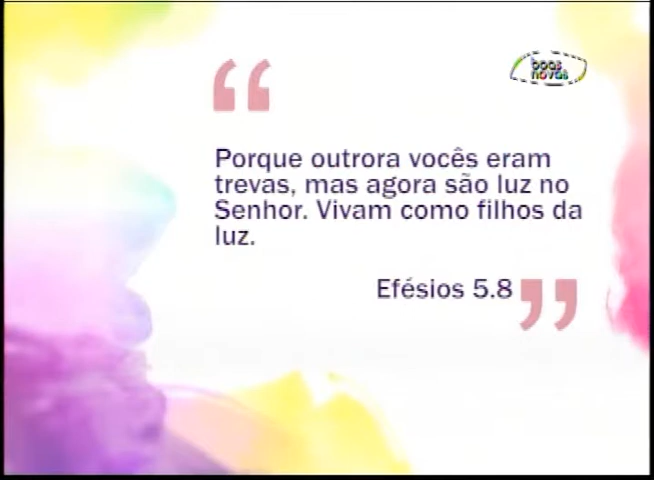 boas
novas
Porque outrora vocês eram
trevas, mas agora são luz no
Senhor. Vivam como filhos da
luz.
Efésios 5.8